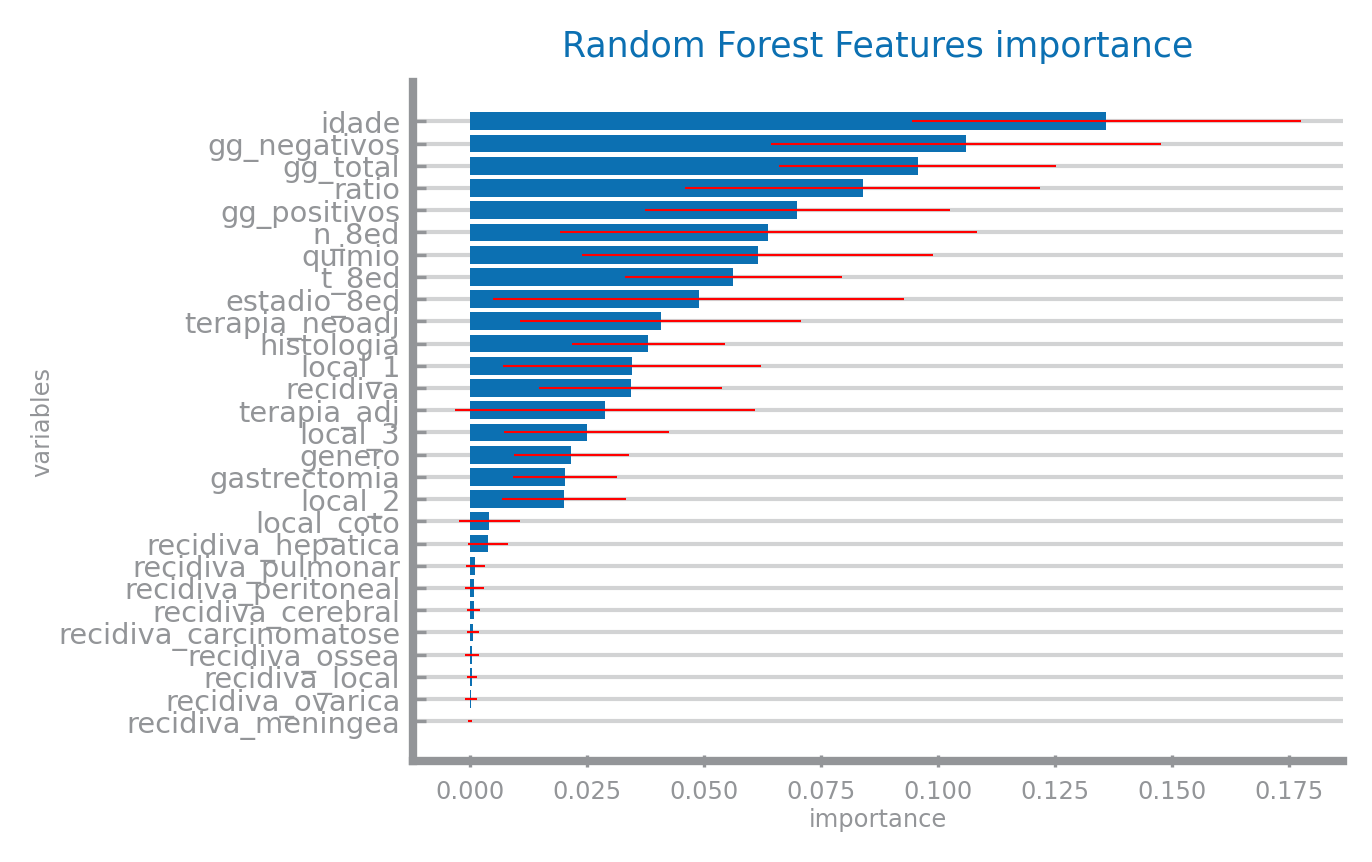 Random Forest Features importance
idade
gg_negativos
gg_total
ratio
gg_positivos
n_8ed
quimio
t_8ed
estadio_8ed
terapia_neoadj
histologia
local_1
recidiva
terapia_adj
local_3
genero
gastrectomia
local_2
local_coto
recidiva_hepatica
recidiva_pulmonar
recidiva_peritoneal
recidiva_cerebral
recidiva_carcinomatose
recidiva_ossea
recidiva_local
recidiva_ovarica
recidiva_meningea
variables
0.000 0.025 0.050 0.075 0.100 0.125 0.150 0.175
importance